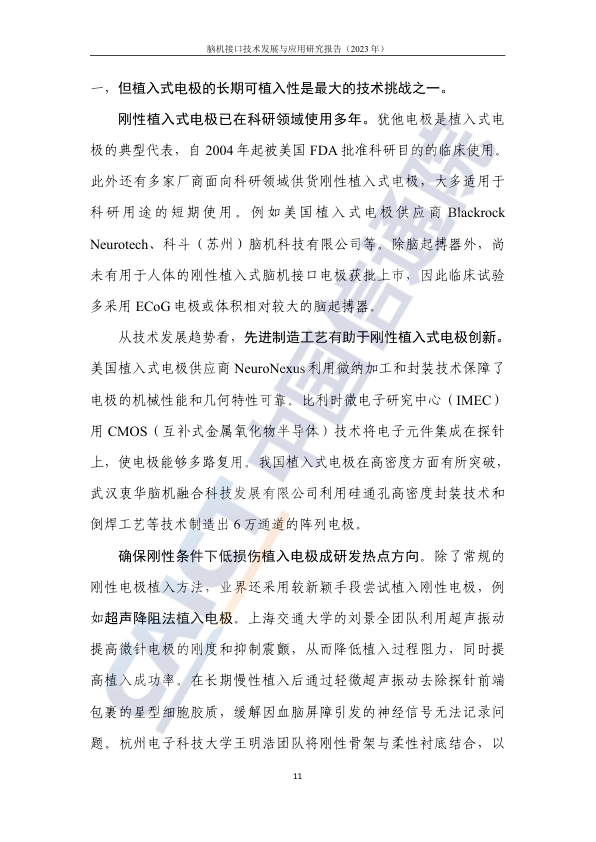 脑机接口技术发展与应用研究报告（2023 年）
一，但植入式电极的长期可植入性是最大的技术挑战之一。
刚性植入式电极已在科研领域使用多年。犹他电极是植入式电
极的典型代表，自 2004 年起被美国 FDA 批准科研目的的临床使用。
此外还有多家厂商面向科研领域供货刚性植入式电极，大多适用于
科研用途的短期使用。例如美国植入式电极供应商 Blackrock
Neurotech、科斗（苏州）脑机科技有限公司等。除脑起搏器外，尚
未有用于人体的刚性植入式脑机接口电极获批上市，因此临床试验
多采用 ECoG 电极或体积相对较大的脑起搏器。
从技术发展趋势看，先进制造工艺有助于刚性植入式电极创新。
美国植入式电极供应商 NeuroNexus 利用微纳加工和封装技术保障了
电极的机械性能和几何特性可靠。比利时微电子研究中心（IMEC）
用 CMOS（互补式金属氧化物半导体）技术将电子元件集成在探针
上，使电极能够多路复用。我国植入式电极在高密度方面有所突破，
武汉衷华脑机融合科技发展有限公司利用硅通孔高密度封装技术和
倒焊工艺等技术制造出 6 万通道的阵列电极。
确保刚性条件下低损伤植入电极成研发热点方向。除了常规的
刚性电极植入方法，业界还采用较新颖手段尝试植入刚性电极，例
如超声降阻法植入电极。上海交通大学的刘景全团队利用超声振动
提高微针电极的刚度和抑制震颤，从而降低植入过程阻力，同时提
高植入成功率。在长期慢性植入后通过轻微超声振动去除探针前端
包裹的星型细胞胶质，缓解因血脑屏障引发的神经信号无法记录问
题。杭州电子科技大学王明浩团队将刚性骨架与柔性衬底结合，以
11
CAICT 中国信通院